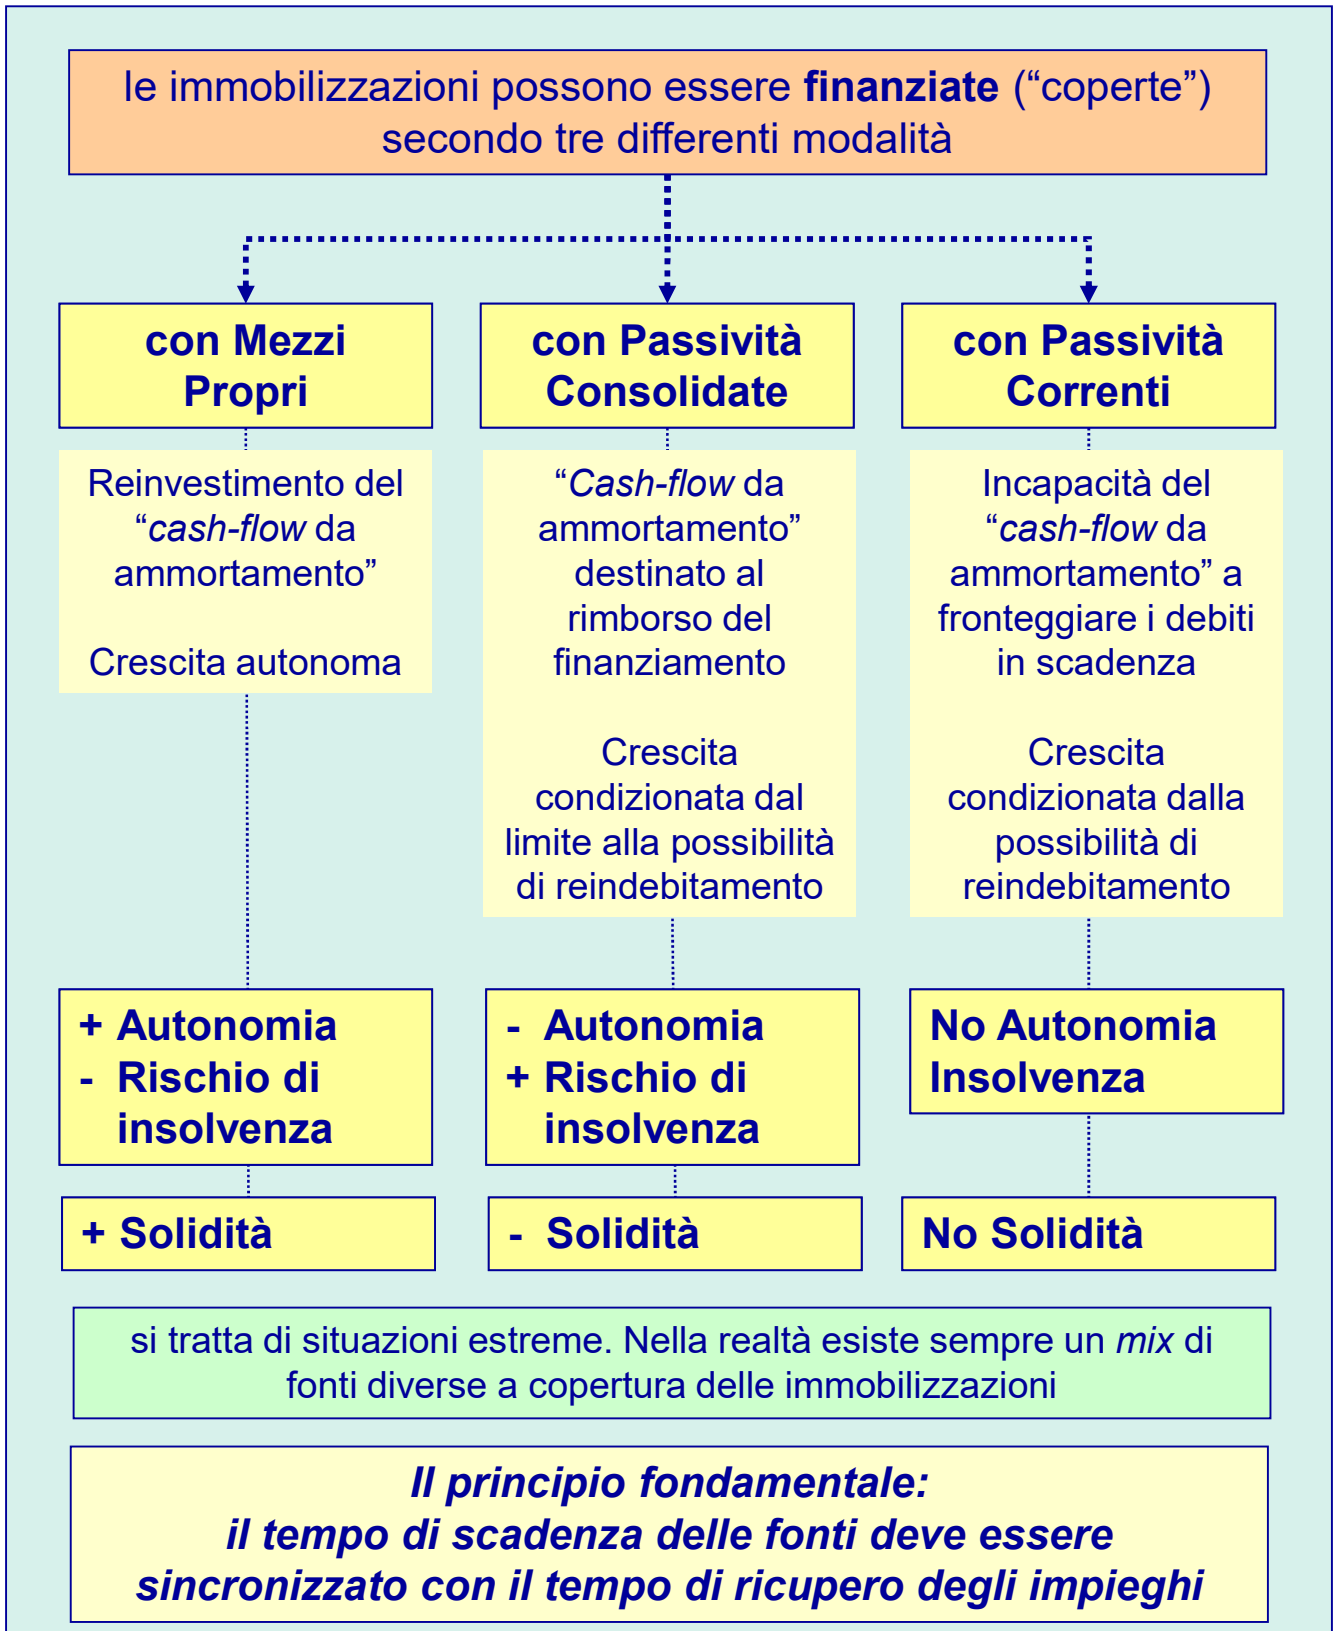 le immobilizzazioni possono essere finanziate (“coperte”)
secondo tre differenti modalità
con Mezzi
Propri
Reinvestimento del
“cash-flow da
ammortamento”
Crescita autonoma
+ Autonomia
- Rischio di
insolvenza
+ Solidità
con Passività
Consolidate
“Cash-flow da
ammortamento”
destinato al
rimborso del
finanziamento
Crescita
condizionata dal
limite alla possibilità
di reindebitamento
- Autonomia
+ Rischio di
insolvenza
- Solidità
con Passività
Correnti
Incapacità del
“cash-flow da
ammortamento” a
fronteggiare i debiti
in scadenza
Crescita
condizionata dalla
possibilità di
reindebitamento
No Autonomia
Insolvenza
No Solidità
si tratta di situazioni estreme. Nella realtà esiste sempre un mix di
fonti diverse a copertura delle immobilizzazioni
Il principio fondamentale:
il tempo di scadenza delle fonti deve essere
sincronizzato con il tempo di ricupero degli impieghi